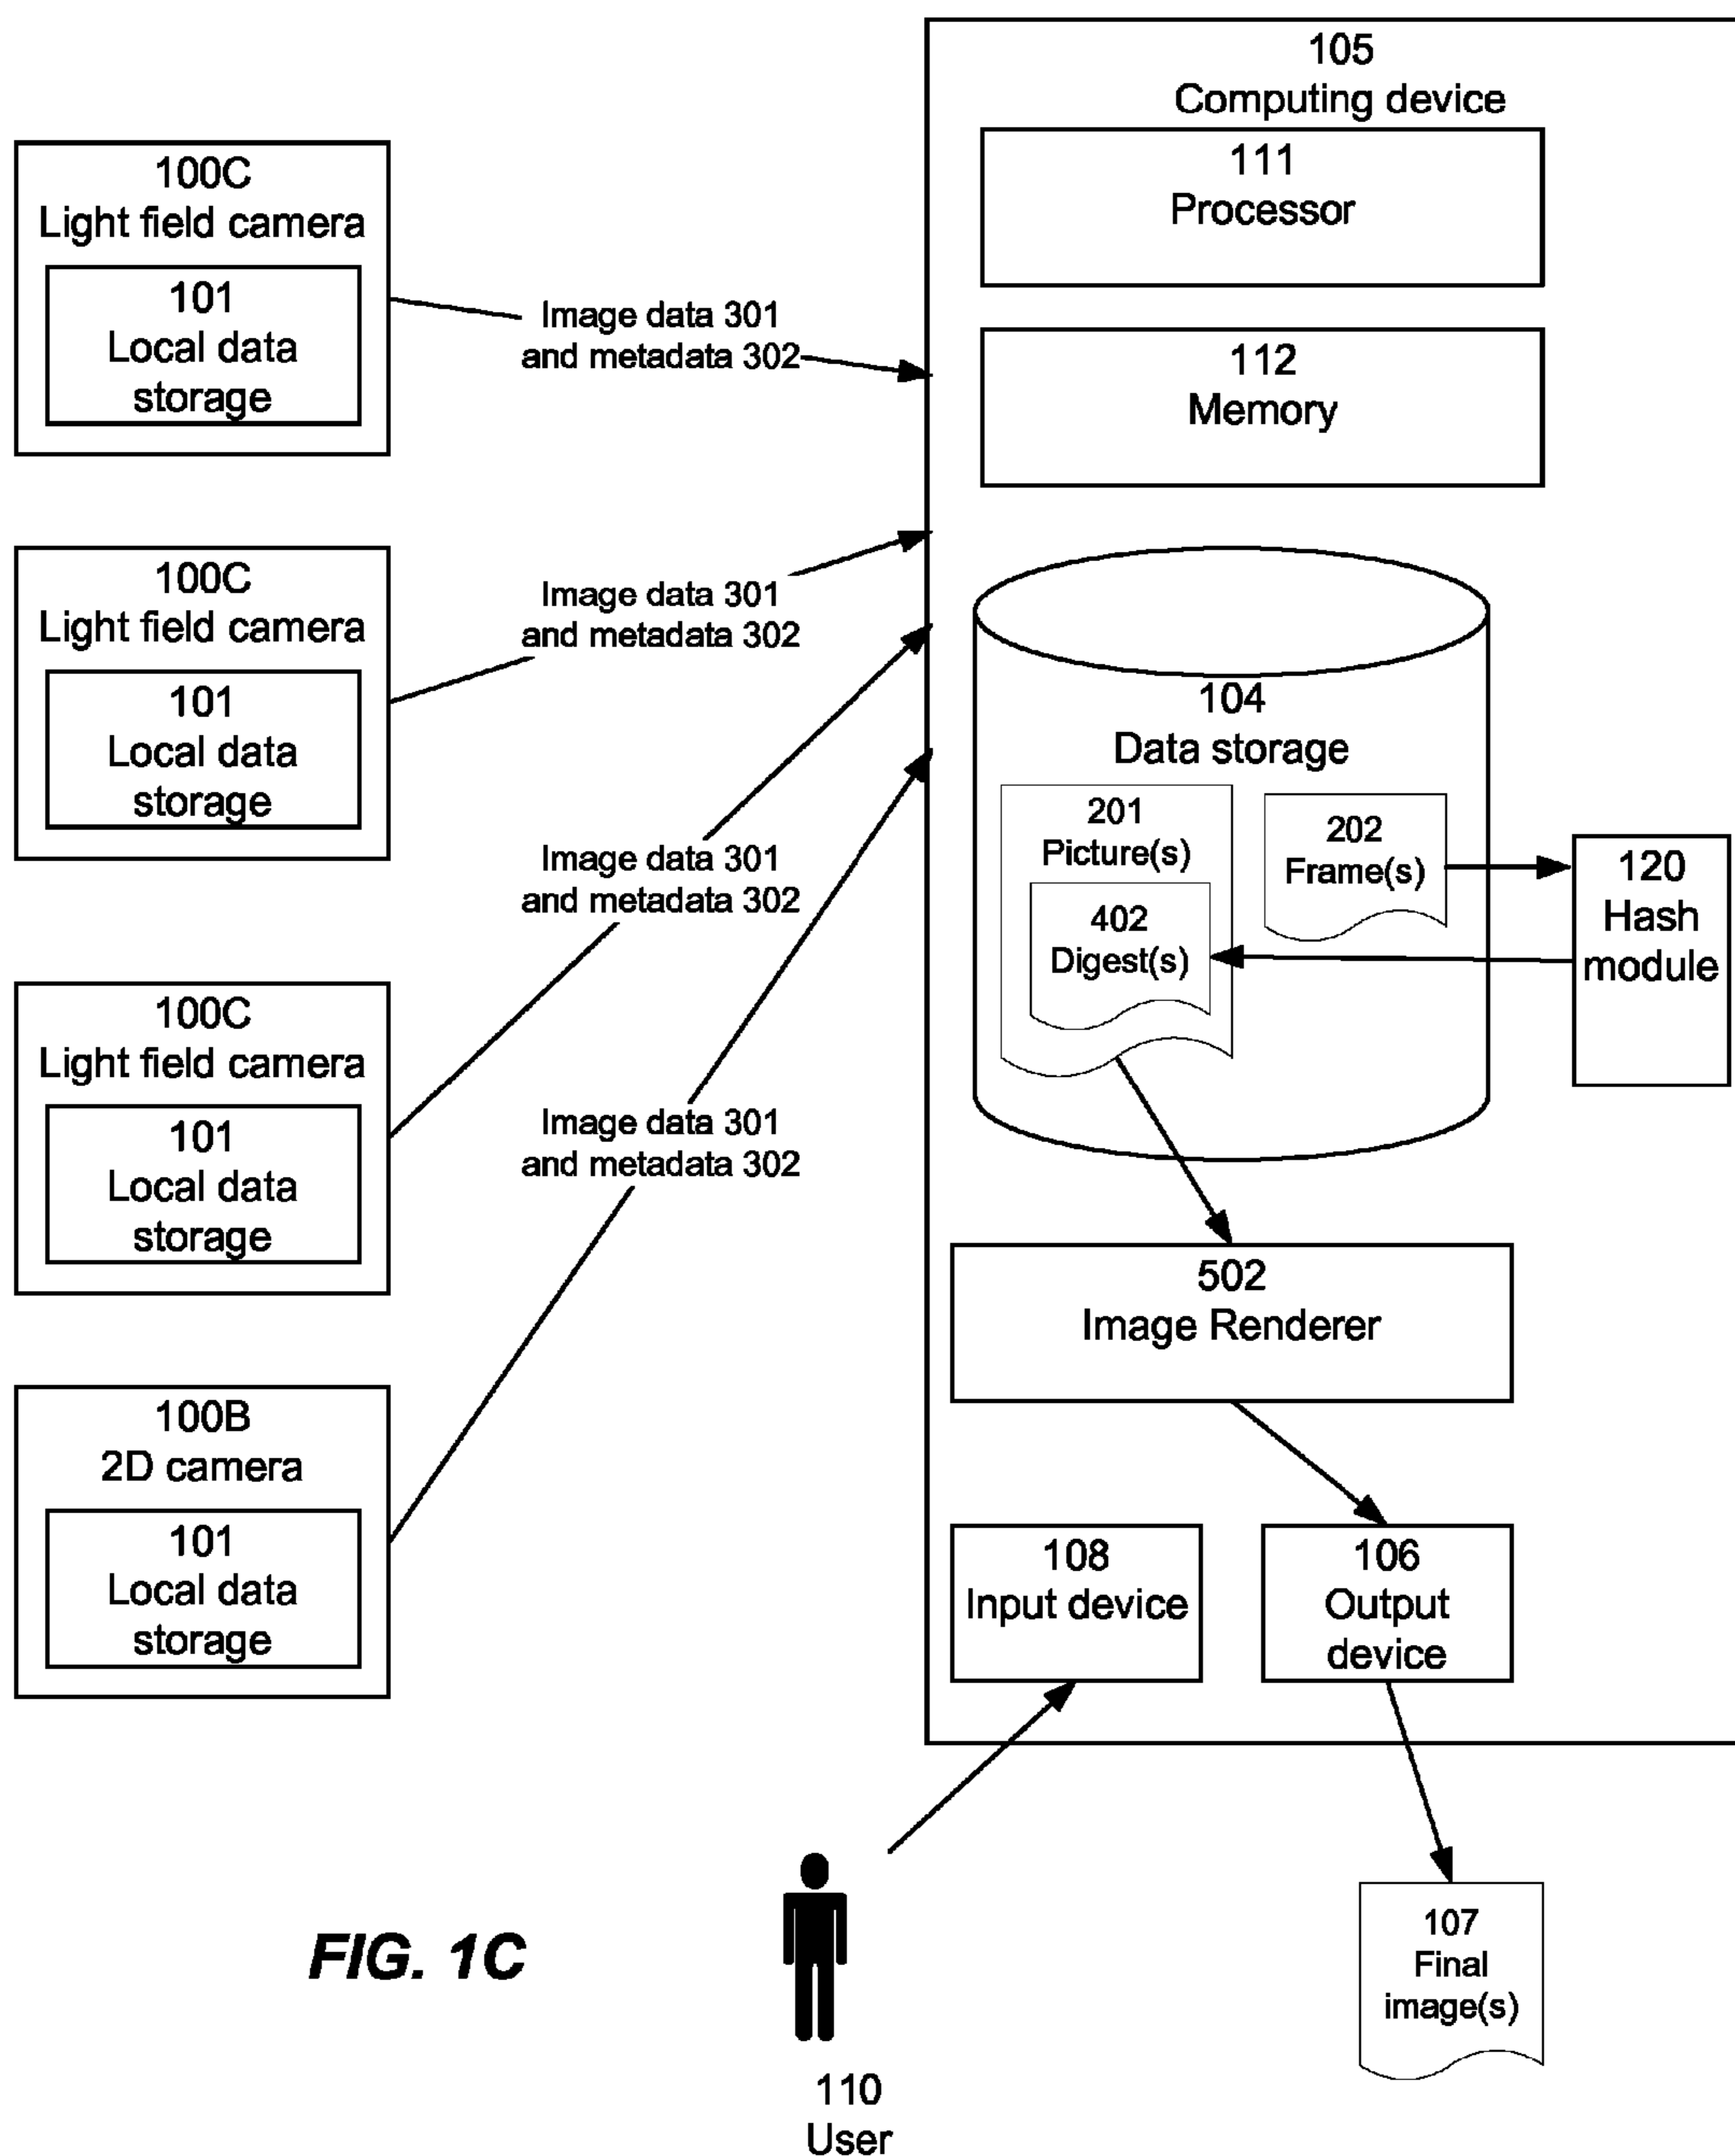 100C
Light field camera
101
Local data
storage
Image data 301
and metadata 302
100C
Light field camera
101
Local data
storage
Image data 301
and metadata 302
100C
Light field camera
101
Local data
storage
Image data 301
and metadata 302
100B
2D camera
101
Local data
storage
Image data 301
and metadata 302
105
Computing device
111
Processor
112
Memory
104
Data storage
201
Picture(s)
402
Digest(s)
202
Frame(s)
120
Hash
module
502
Image Renderer
108
Input device
106
Output
device
107
Final
image(s)
110
User
FIG. 1C